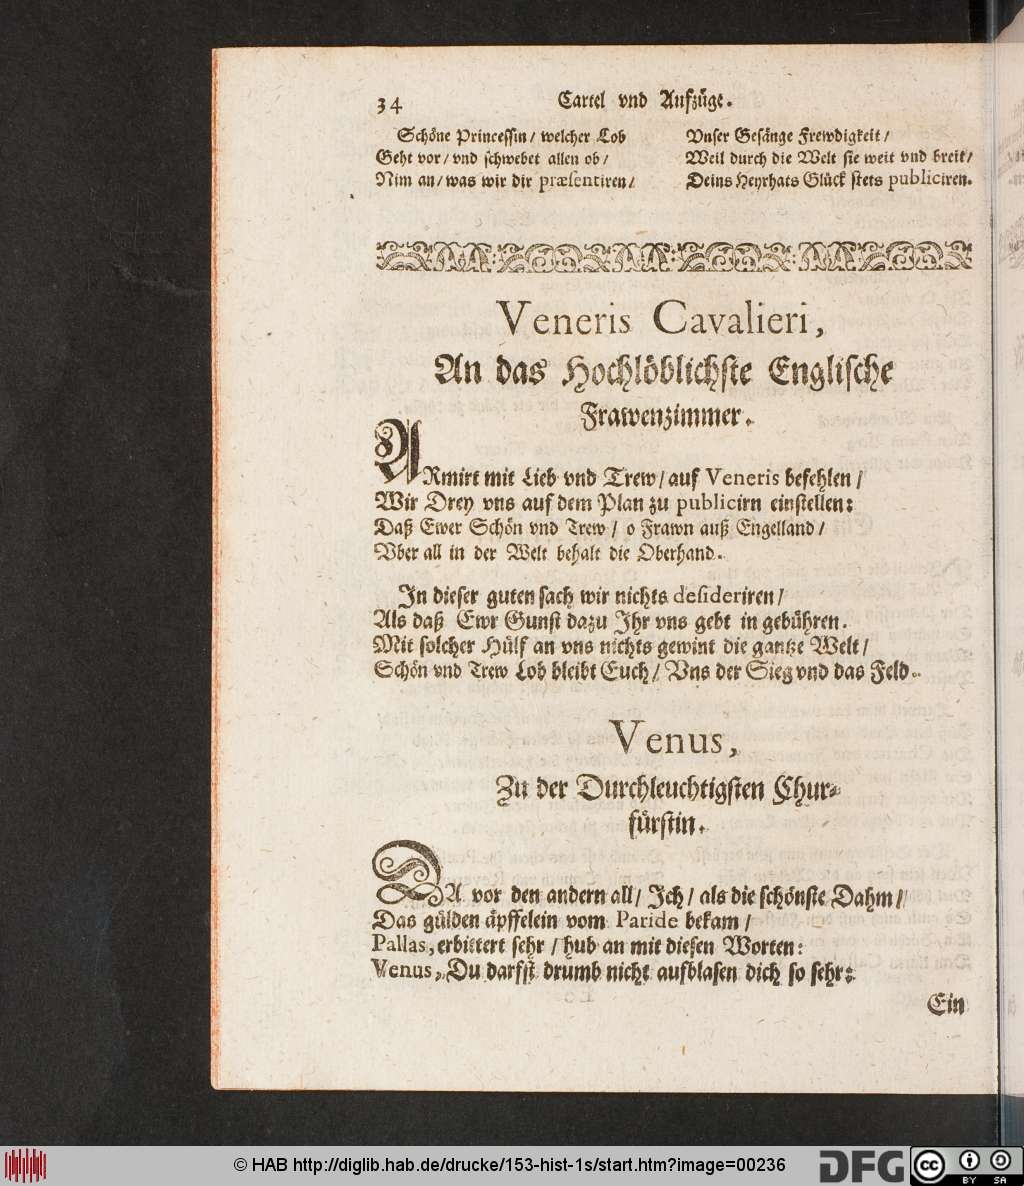 34
Cartel vnd Aufzüge.
Schöne Princessin/ welcher Lob
Geht vor/ vnd schwebet allen ob/
Nim an/ was wir dir præsentiren/
Vnser Gesänge Frewdigkeit/
Weil durch die Welt sie weit vnd breit/
Deins Heyrhats Glück stets publiciren.
Veneris Cavalieri,
An das Hochlöblichste Englische
Frawenzimmer.
ARmirt mit Lieb vnd Trew/ auf Veneris befehlen/
Wir Drey vns auf dem Plan zu publicirn einstellen:
Daß Ewer Schön vnd Trew/ o Frawn auß Engelland/
Vber all in der Welt behalt die Oberhand.
In dieser guten sach wir nichts desideriren/
Als daß Ewr Gunst dazu Ihr vns gebt in gebühren.
Mit solcher Hülf an vns nichts gewint die gantze Welt/
Schön vnd Trew Lob bleibt Euch/ Vns der Sieg vnd das Feld.
Venus,
Zu der Durchleuchtigsten Chur-
fürstin.
DA vor den andern all/ Ich/ als die schönste Dahm/
Das gülden äpffelein vom Paride bekam/
Pallas, erbittert sehr/ hub an mit diesen Worten:
Venus, Du darfst drumb nicht aufblasen dich so sehr:
Ein
© HAB http://diglib.hab.de/drucke/153-hist-1s/start.htm?image=00236
DFG
cc
BY SA